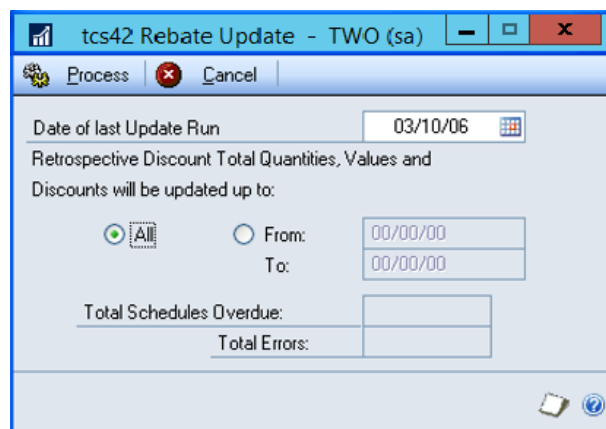 tcs42 Rebate Update - TWO (sa)
Process Cancel
Date of last Update Run 03/10/06
Retrospective Discount Total Quantities, Values and
Discounts will be updated up to:
All From: 00/00/00
To: 00/00/00
Total Schedules Overdue:
Total Errors: